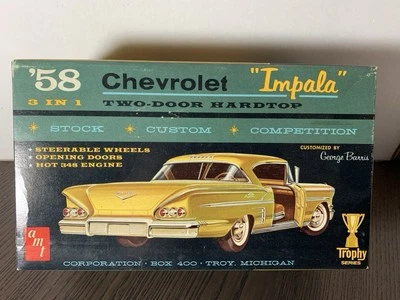 '58 Chevrolet "Impala"
3 IN 1 TWO-DOOR HARDTOP
STOCK CUSTOM COMPETITION
• STEERABLE WHEELS
• OPENING DOORS
• HOT 348 ENGINE
CUSTOMIZED BY
George Barris
amt
Trophy
SERIES
CORPORATION · BOX 400 · TROY, MICHIGAN